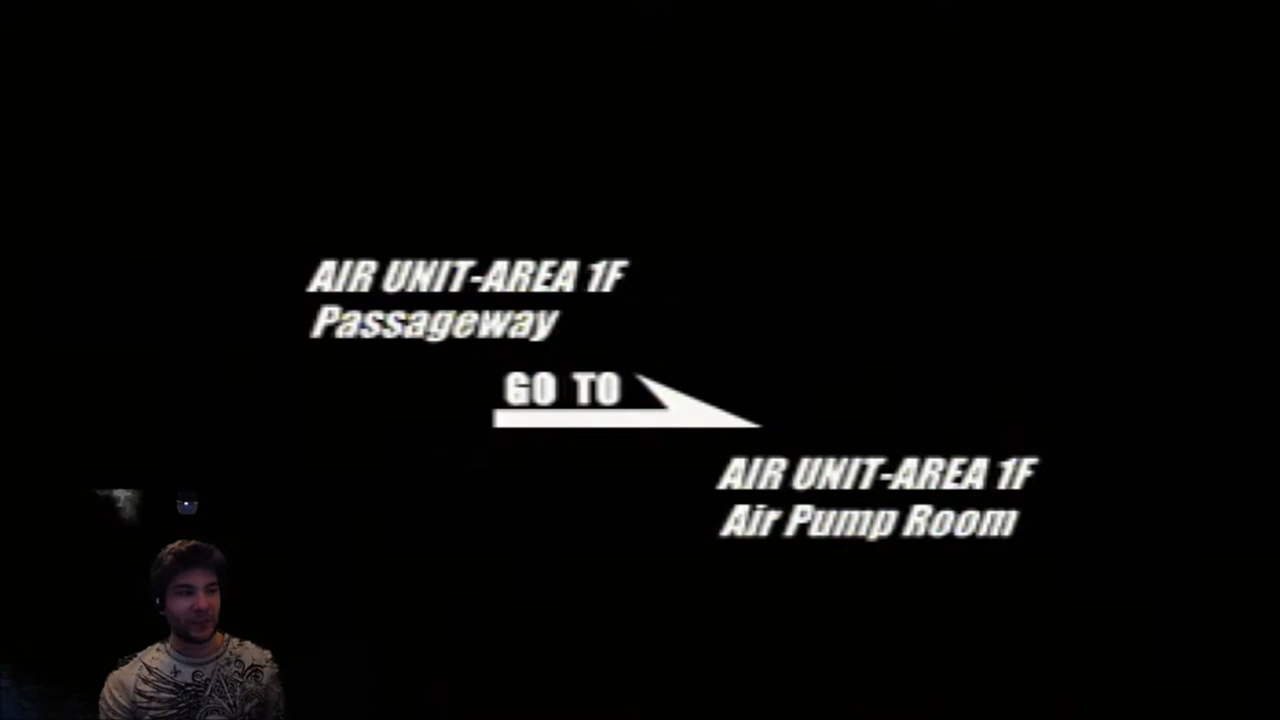 AIR UNIT-AREA 1F
Passageway
GO TO
AIR UNIT-AREA 1F
Air Pump Room